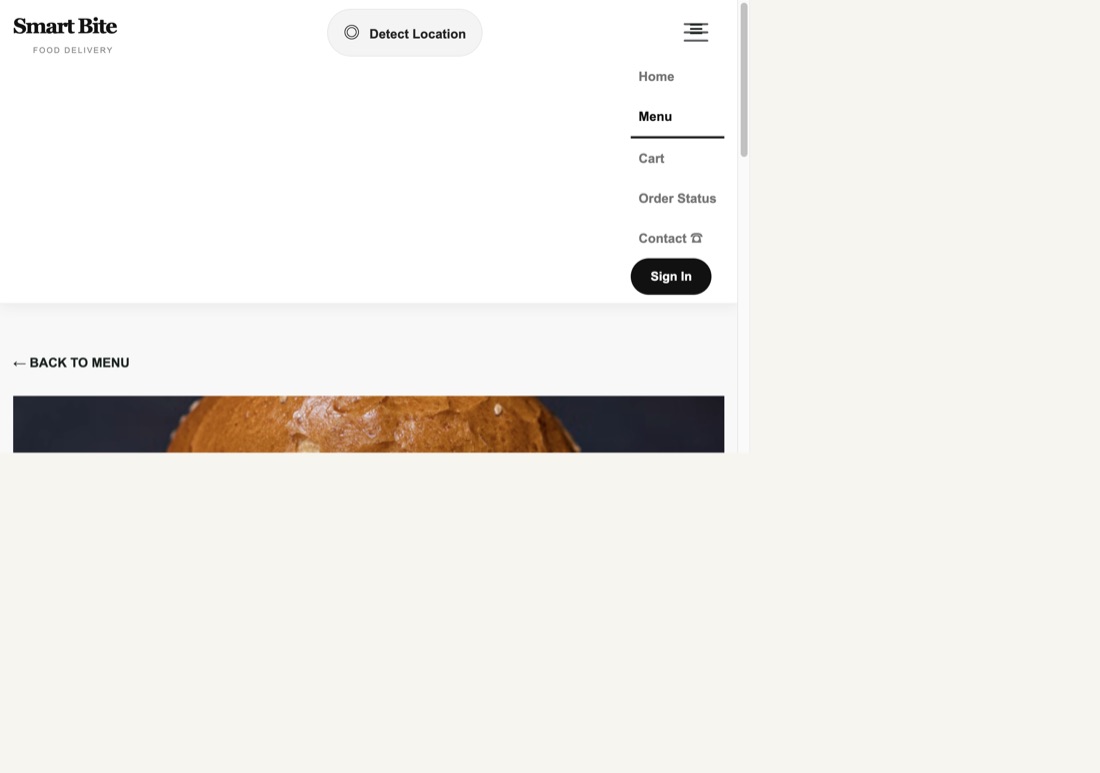 Smart Bite
FOOD DELIVERY
Detect Location
Home
Menu
Cart
Order Status
Contact ☎
Sign In
← BACK TO MENU